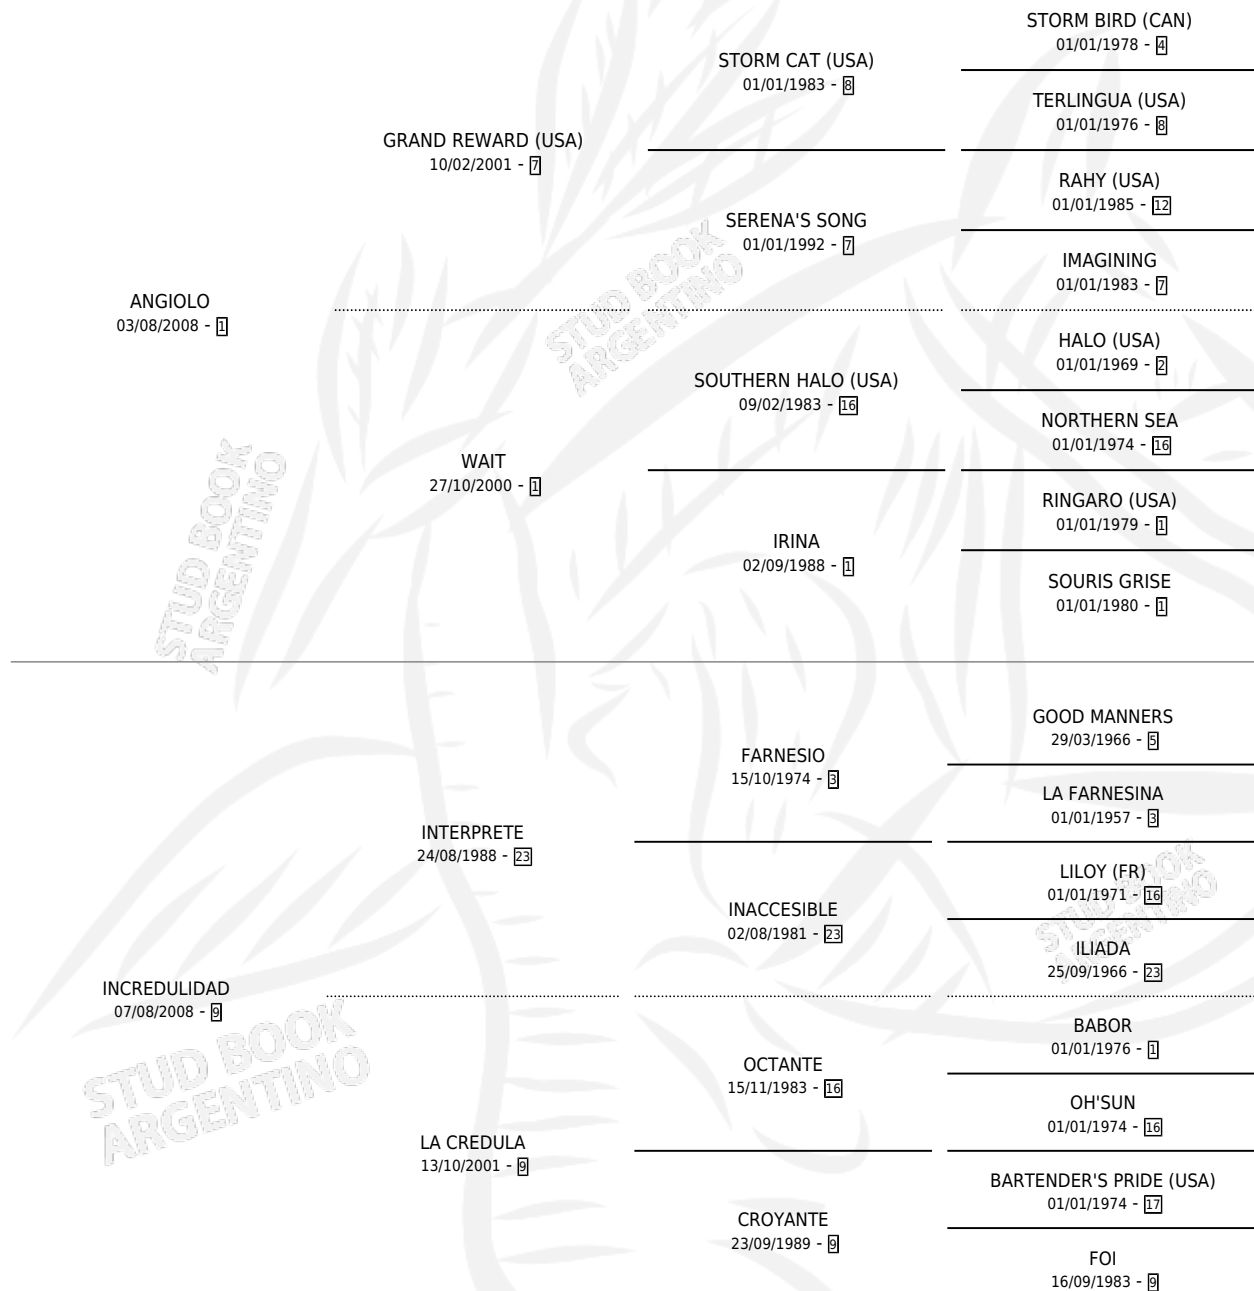 STORM BIRD (CAN)
01/01/1978 - 4
STORM CAT (USA)
01/01/1983 - 8
TERLINGUA (USA)
01/01/1976 - 8
GRAND REWARD (USA)
10/02/2001 - 7
RAHY (USA)
01/01/1985 - 12
SERENA'S SONG
01/01/1992 - 7
IMAGINING
01/01/1983 - 7
ANGIOLO
03/08/2008 - 1
HALO (USA)
01/01/1969 - 2
SOUTHERN HALO (USA)
09/02/1983 - 16
NORTHERN SEA
01/01/1974 - 16
WAIT
27/10/2000 - 1
RINGARO (USA)
01/01/1979 - 1
IRINA
02/09/1988 - 1
SOURIS GRISE
01/01/1980 - 1
GOOD MANNERS
29/03/1966 - 5
FARNESIO
15/10/1974 - 3
LA FARNESINA
01/01/1957 - 3
INTERPRETE
24/08/1988 - 23
LILOY (FR)
01/01/1971 - 16
INACCESIBLE
02/08/1981 - 23
ILIADA
25/09/1966 - 23
INCREDULIDAD
07/08/2008 - 9
BABOR
01/01/1976 - 1
OCTANTE
15/11/1983 - 16
OH'SUN
01/01/1974 - 16
LA CREDULA
13/10/2001 - 9
BARTENDER'S PRIDE (USA)
01/01/1974 - 17
CROYANTE
23/09/1989 - 9
FOI
16/09/1983 - 9
STUD BOOK
ARGENTINO
STUD BOOK
ARGENTINO
STUD BOOK
ARGENTINO
STUD BOOK
ARGENTINO